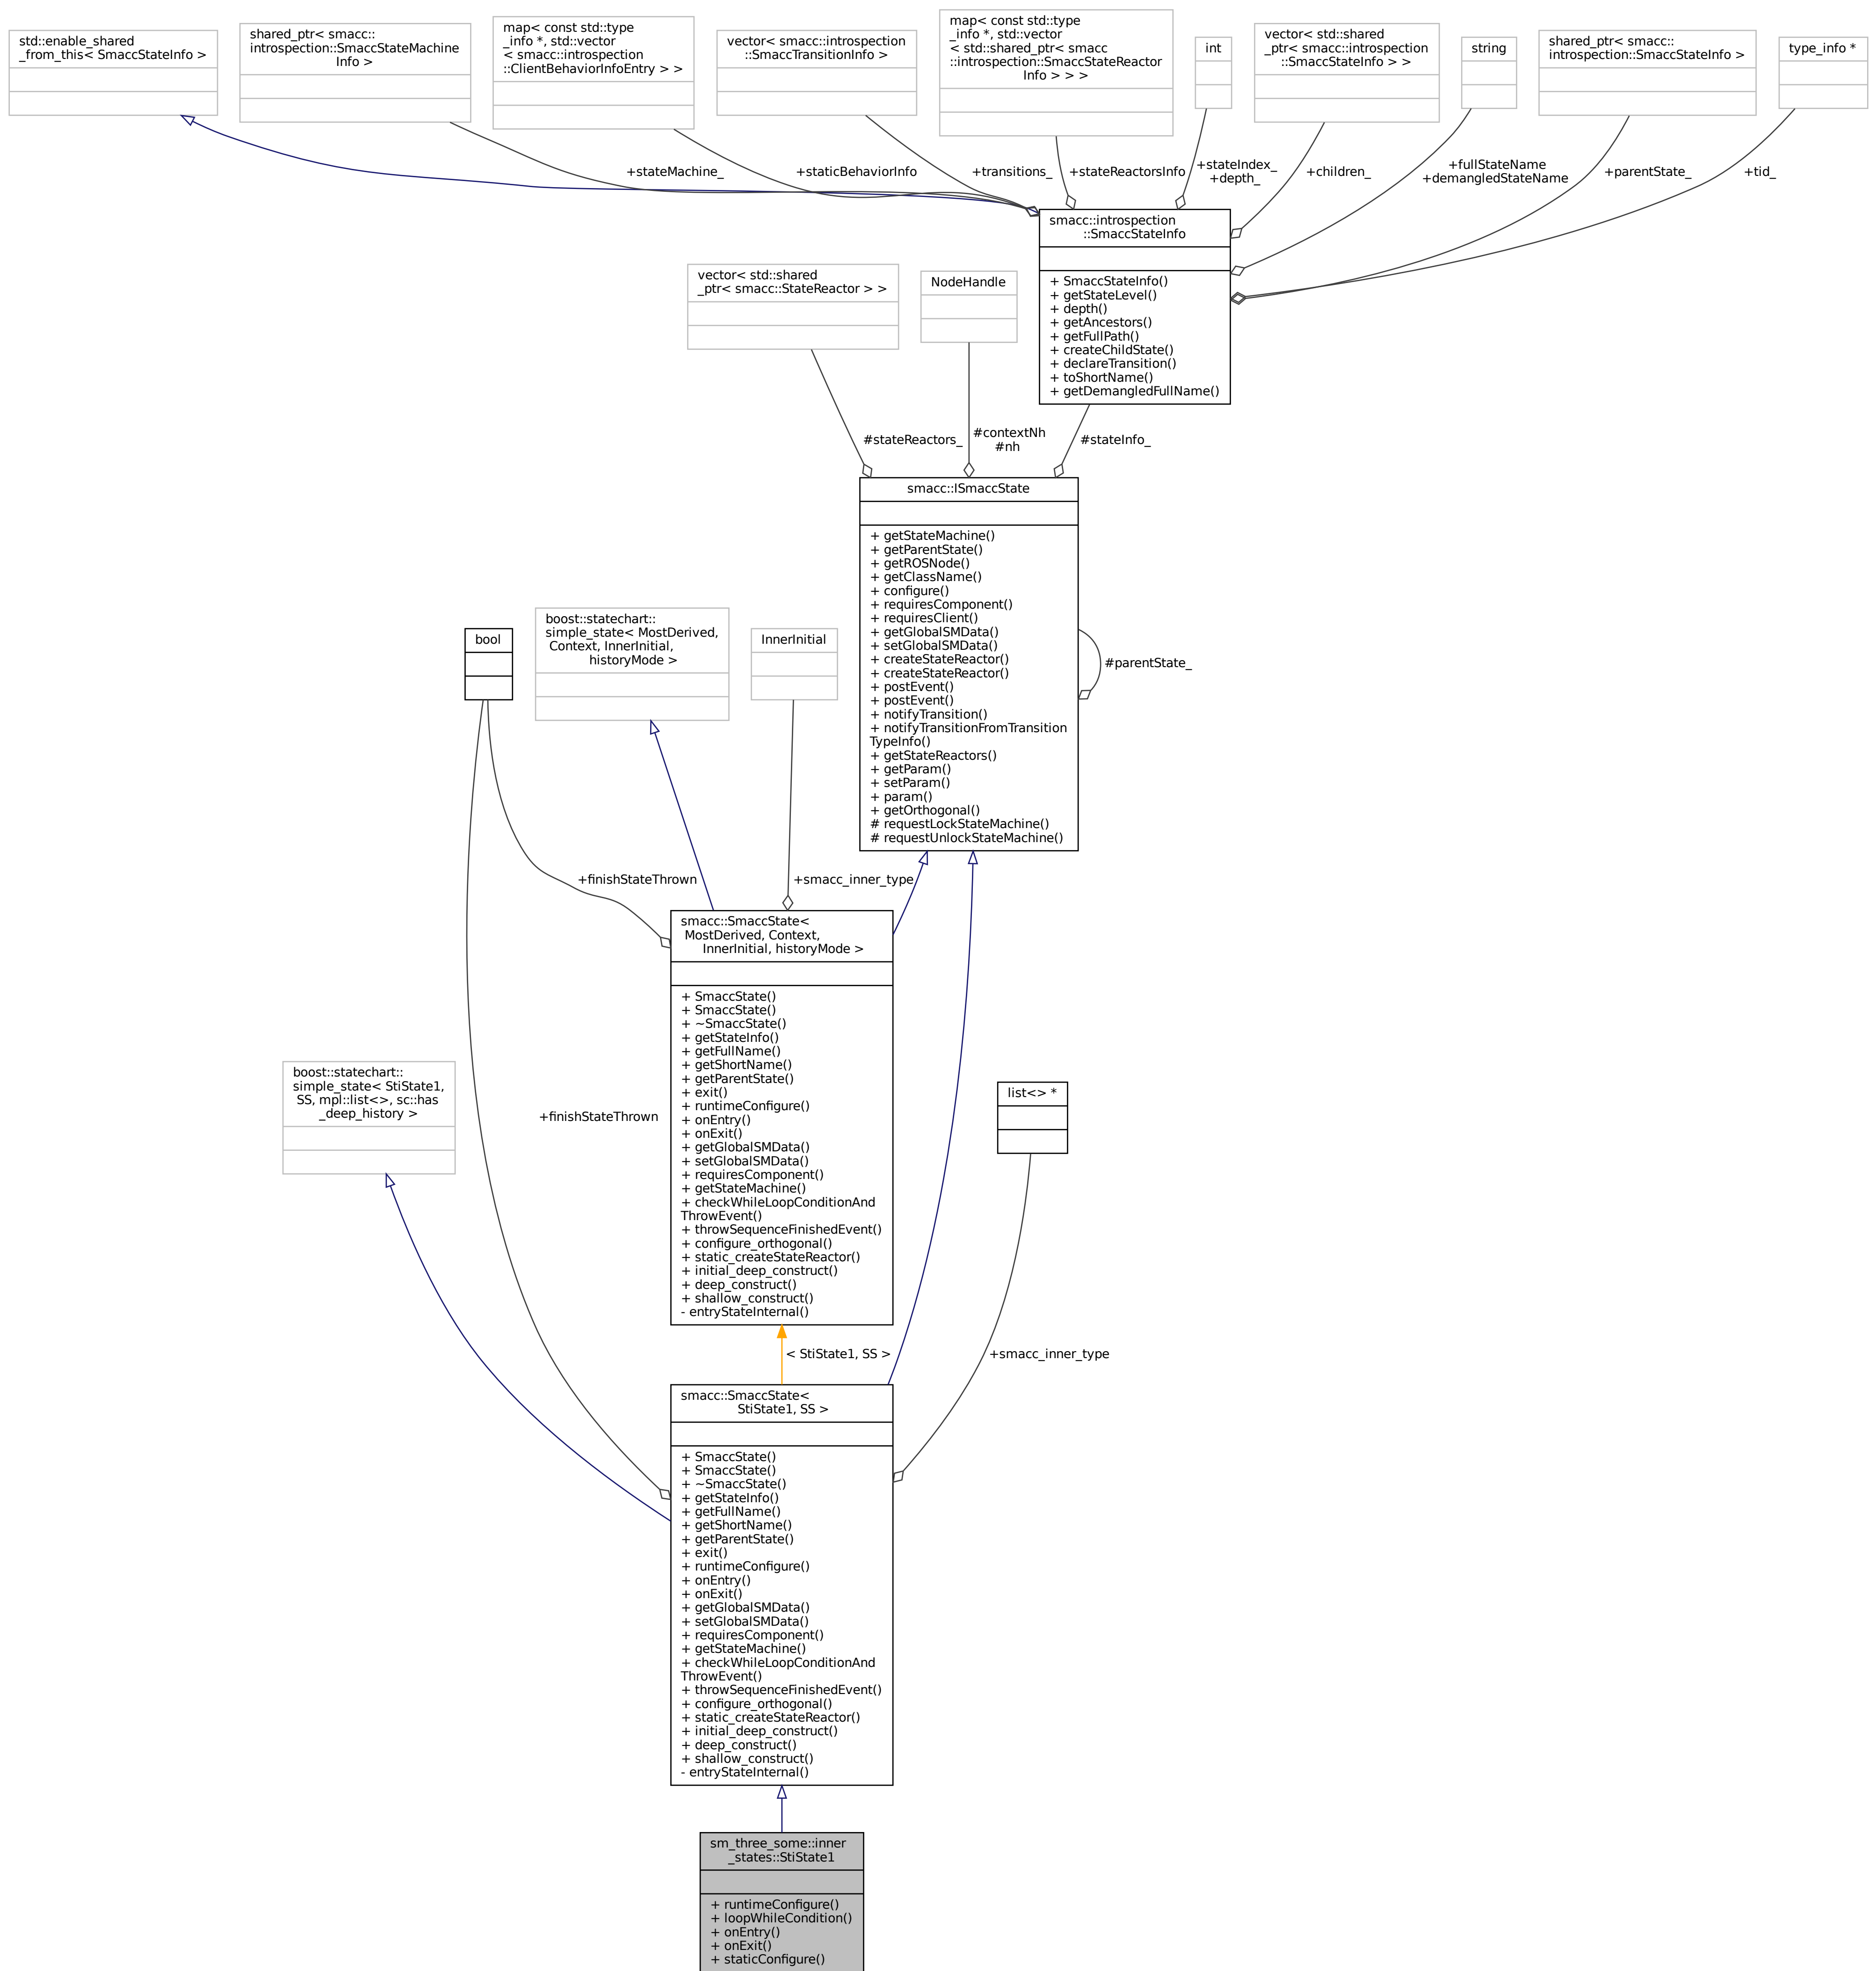 std::enable_shared
_from_this< SmaccStateInfo >
shared_ptr< smacc::
introspection::SmaccStateMachine
Info >
map< const std::type
_info *, std::vector
< smacc::introspection
::ClientBehaviorInfoEntry > >
vector< smacc::introspection
::SmaccTransitionInfo >
map< const std::type
_info *, std::vector
< std::shared_ptr< smacc
::introspection::SmaccStateReactor
Info > > >
int
vector< std::shared
_ptr< smacc::introspection
::SmaccStateInfo > >
string
shared_ptr< smacc::
introspection::SmaccStateInfo >
type_info *
+stateMachine_
+staticBehaviorInfo
+transitions_
+stateReactorsInfo
+stateIndex_
+depth_
+children_
+fullStateName
+demangledStateName
+parentState_
+tid_
smacc::introspection
::SmaccStateInfo
+ SmaccStateInfo()
+ getStateLevel()
+ depth()
+ getAncestors()
+ getFullPath()
+ createChildState()
+ declareTransition()
+ toShortName()
+ getDemangledFullName()
vector< std::shared
_ptr< smacc::StateReactor > >
NodeHandle
#stateReactors_
#contextNh
#nh
#stateInfo_
smacc::ISmaccState
+ getStateMachine()
+ getParentState()
+ getROSNode()
+ getClassName()
+ configure()
+ requiresComponent()
+ requiresClient()
+ getGlobalSMData()
+ setGlobalSMData()
+ createStateReactor()
+ createStateReactor()
+ postEvent()
+ postEvent()
+ notifyTransition()
+ notifyTransitionFromTransition
TypeInfo()
+ getStateReactors()
+ getParam()
+ setParam()
+ param()
+ getOrthogonal()
# requestLockStateMachine()
# requestUnlockStateMachine()
#parentState_
bool
boost::statechart::
simple_state< MostDerived,
Context, InnerInitial,
historyMode >
InnerInitial
+finishStateThrown
+smacc_inner_type
smacc::SmaccState<
MostDerived, Context,
InnerInitial, historyMode >
+ SmaccState()
+ SmaccState()
+ ~SmaccState()
+ getStateInfo()
+ getFullName()
+ getShortName()
+ getParentState()
+ exit()
+ runtimeConfigure()
+ onEntry()
+ onExit()
+ getGlobalSMData()
+ setGlobalSMData()
+ requiresComponent()
+ getStateMachine()
+ checkWhileLoopConditionAnd
ThrowEvent()
+ throwSequenceFinishedEvent()
+ configure_orthogonal()
+ static_createStateReactor()
+ initial_deep_construct()
+ deep_construct()
+ shallow_construct()
- entryStateInternal()
boost::statechart::
simple_state< StiState1,
SS, mpl::list<>, sc::has
_deep_history >
+finishStateThrown
list<> *
< StiState1, SS >
+smacc_inner_type
smacc::SmaccState<
StiState1, SS >
+ SmaccState()
+ SmaccState()
+ ~SmaccState()
+ getStateInfo()
+ getFullName()
+ getShortName()
+ getParentState()
+ exit()
+ runtimeConfigure()
+ onEntry()
+ onExit()
+ getGlobalSMData()
+ setGlobalSMData()
+ requiresComponent()
+ getStateMachine()
+ checkWhileLoopConditionAnd
ThrowEvent()
+ throwSequenceFinishedEvent()
+ configure_orthogonal()
+ static_createStateReactor()
+ initial_deep_construct()
+ deep_construct()
+ shallow_construct()
- entryStateInternal()
sm_three_some::inner
_states::StiState1
+ runtimeConfigure()
+ loopWhileCondition()
+ onEntry()
+ onExit()
+ staticConfigure()